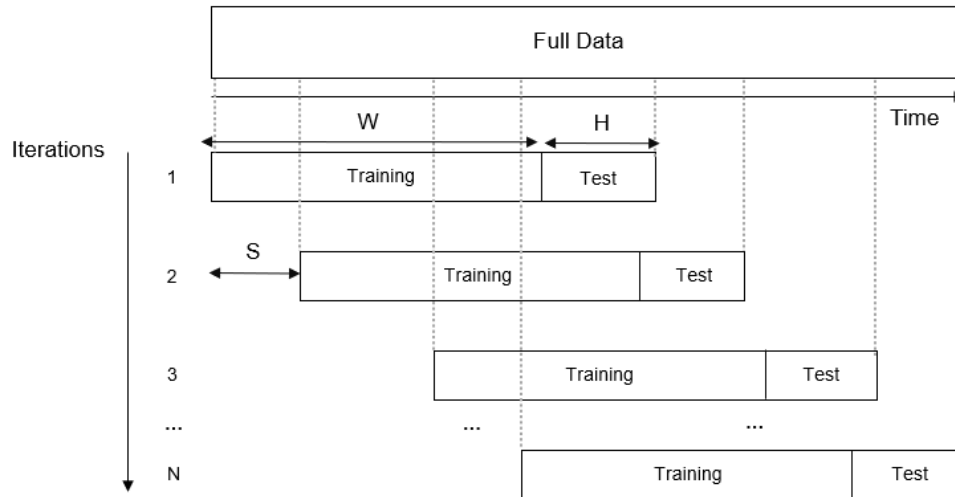 Full Data
Time
W
H
Iterations
1
Training
Test
S
2
Training
Test
3
Training
Test
...
...
...
N
Training
Test